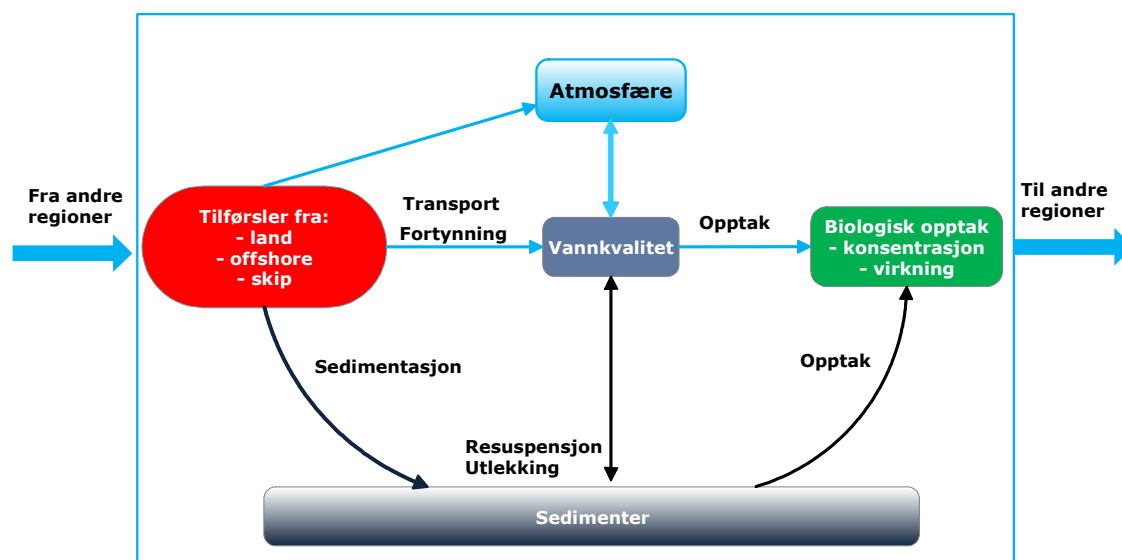 Atmosfære
Fra andre
regioner
Tilførsler fra:
- land
- offshore
- skip
Transport
Fortynning
Vannkvalitet
Opptak
Biologisk opptak
- konsentrasjon
- virkning
Til andre
regioner
Sedimentasjon
Opptak
Resuspensjon
Utlekking
Sedimenter